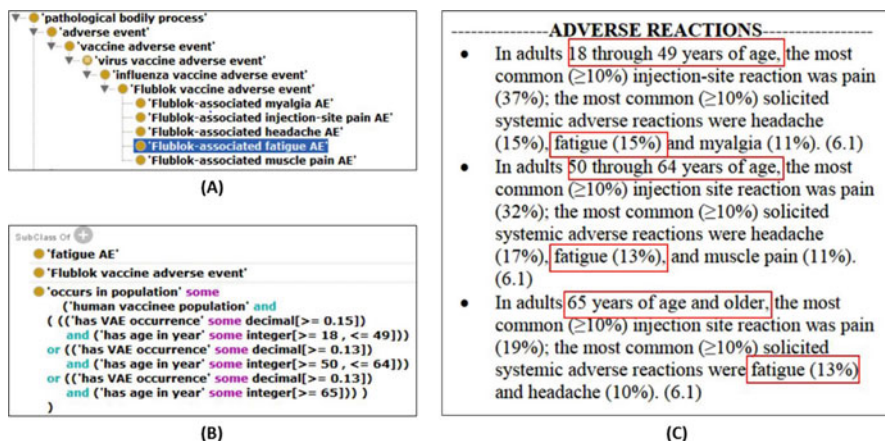 'pathological bodily process'
'adverse event'
'vaccine adverse event'
'virus vaccine adverse event'
'influenza vaccine adverse event'
'Flublok vaccine adverse event'
'Flublok-associated myalgia AE'
'Flublok-associated injection-site pain AE'
'Flublok-associated headache AE'
'Flublok-associated fatigue AE'
'Flublok-associated muscle pain AE'
(A)
SubClass Of
'fatigue AE'
'Flublok vaccine adverse event'
'occurs in population' some
('human vaccinee population' and
( (('has VAE occurrence' some decimal[>= 0.15])
and ('has age in year' some integer[>= 18 , <= 49]))
or (('has VAE occurrence' some decimal[>= 0.13])
and ('has age in year' some integer[>= 50 , <= 64]))
or (('has VAE occurrence' some decimal[>= 0.13])
and ('has age in year' some integer[>= 65])) )
)
(B)
---------------ADVERSE REACTIONS---------------
• In adults 18 through 49 years of age, the most
common (≥10%) injection-site reaction was pain
(37%); the most common (≥10%) solicited
systemic adverse reactions were headache
(15%), fatigue (15%) and myalgia (11%). (6.1)
• In adults 50 through 64 years of age, the most
common (≥10%) injection site reaction was pain
(32%); the most common (≥10%) solicited
systemic adverse reactions were headache
(17%), fatigue (13%), and muscle pain (11%).
(6.1)
• In adults 65 years of age and older, the most
common (≥10%) injection site reaction was pain
(19%); the most common (≥10%) solicited
systemic adverse reactions were fatigue (13%)
and headache (10%). (6.1)
(C)